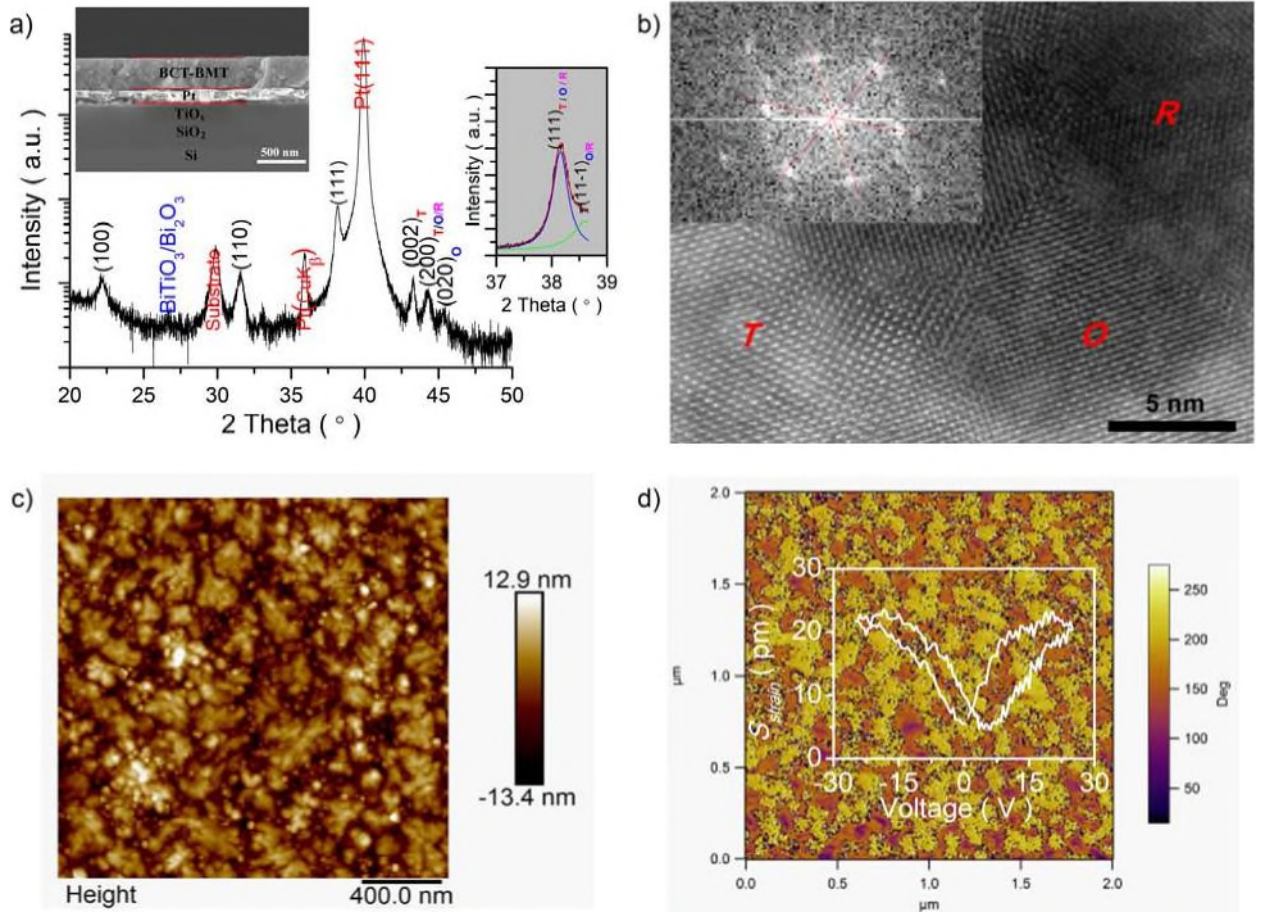 a)
BCT-BMT
Pt
TiOₓ
SiO₂
Si
500 nm
Intensity ( a.u. )
(100)
BiTiO₃/Bi₂O₃
Substrate
(110)
Pt(CuKᵦ)
(111)
Pt(111)
(002)T
(200)T/O/R
(020)O
20 25 30 35 40 45 50
2 Theta ( ° )
Intensity ( a.u. )
(111)T/O/R
(11-1)O/R
37 38 39
2 Theta ( ° )
b)
R
T
O
5 nm
c)
12.9 nm
-13.4 nm
Height
400.0 nm
d)
2.0
1.5
1.0
0.5
0.0
µm
30
20
10
0
S strain ( pm )
-30 -15 0 15 30
Voltage ( V )
0.0 0.5 1.0 1.5 2.0
µm
250
200
150
100
50
Deg